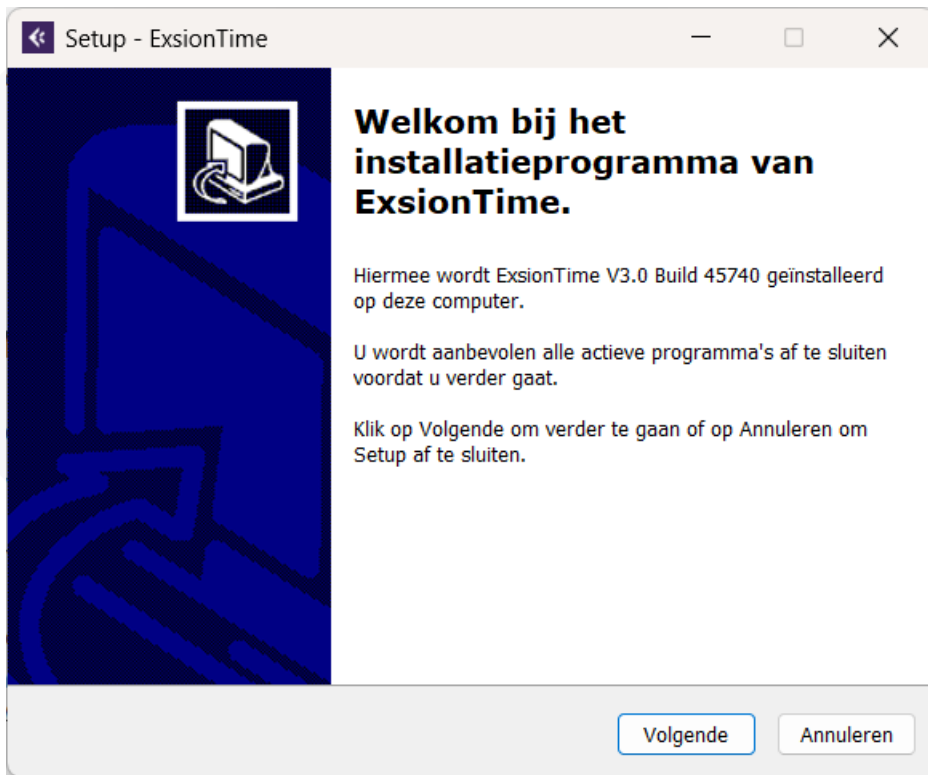 Setup - ExsionTime
Welkom bij het
installatieprogramma van
ExsionTime.
Hiermee wordt ExsionTime V3.0 Build 45740 geïnstalleerd
op deze computer.
U wordt aanbevolen alle actieve programma's af te sluiten
voordat u verder gaat.
Klik op Volgende om verder te gaan of op Annuleren om
Setup af te sluiten.
Volgende
Annuleren